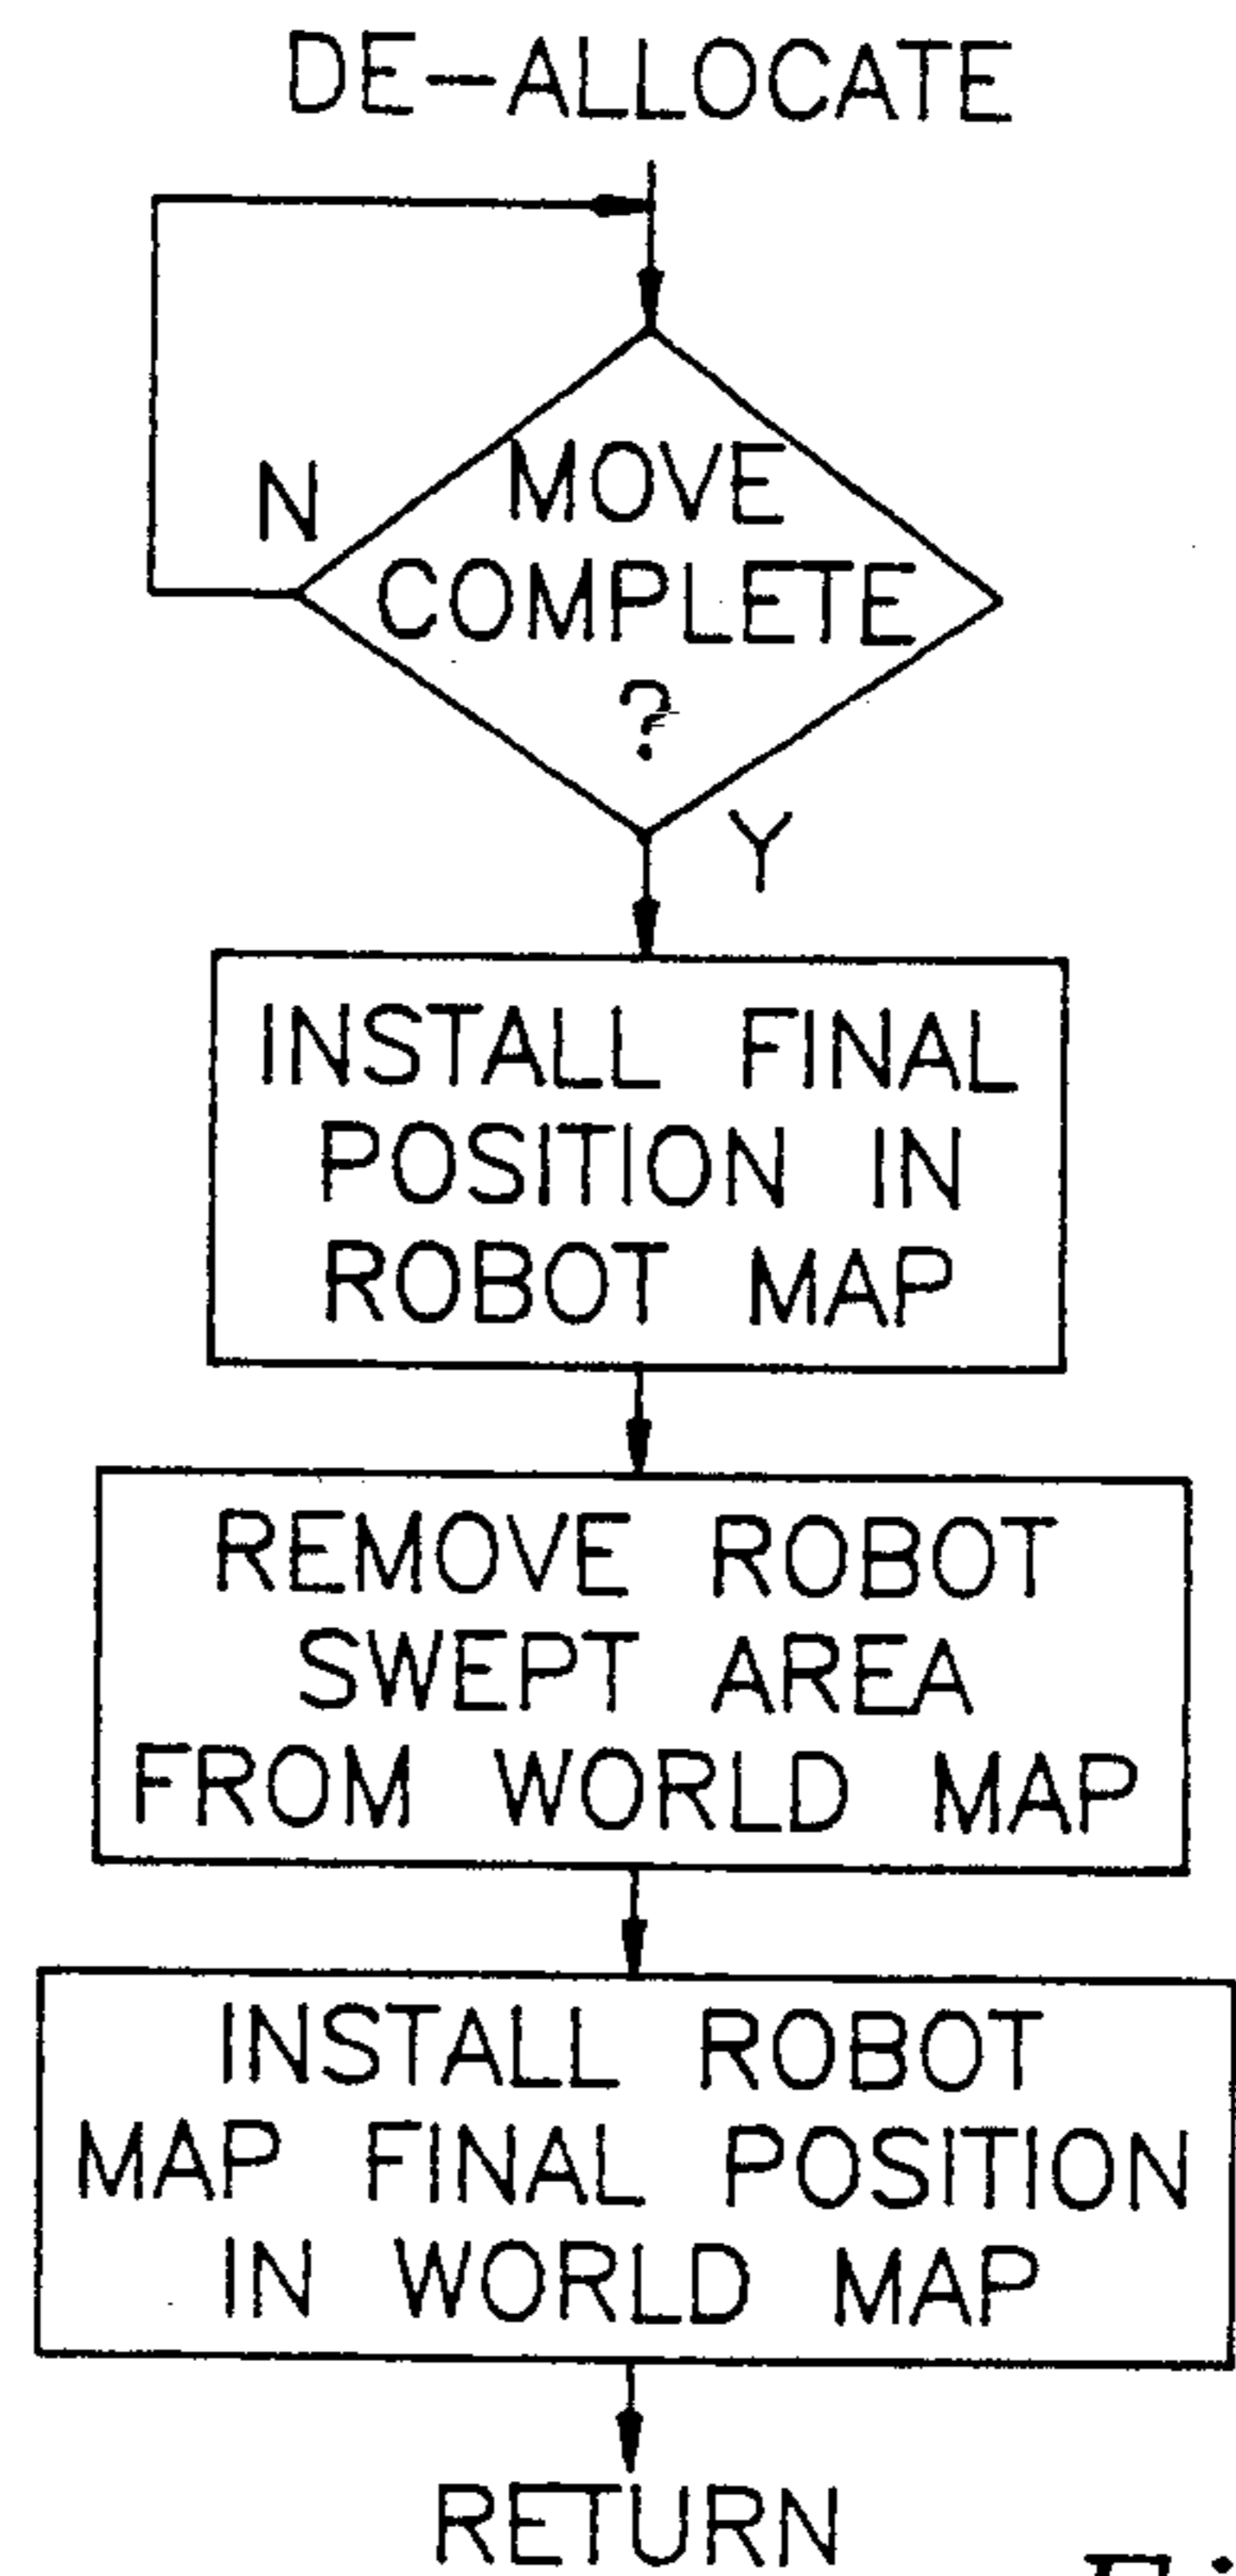 DE-ALLOCATE
N
MOVE
COMPLETE
?
Y
INSTALL FINAL
POSITION IN
ROBOT MAP
REMOVE ROBOT
SWEPT AREA
FROM WORLD MAP
INSTALL ROBOT
MAP FINAL POSITION
IN WORLD MAP
RETURN